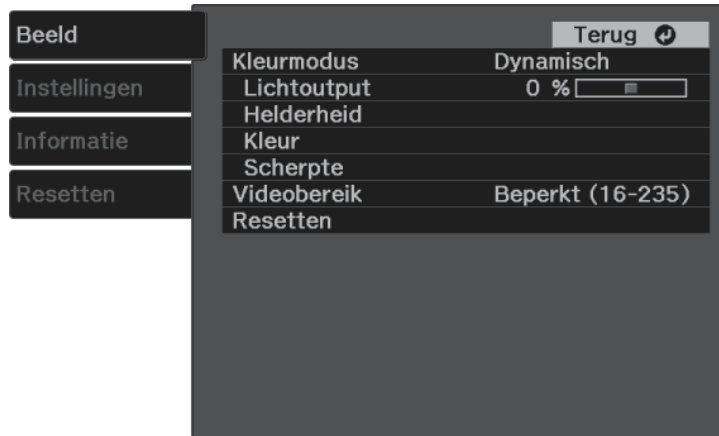 Beeld
Instellingen
Informatie
Resetten
Terug
Kleurmodus Dynamisch
Lichtoutput 0 %
Helderheid
Kleur
Scherpte
Videobereik Beperkt (16-235)
Resetten